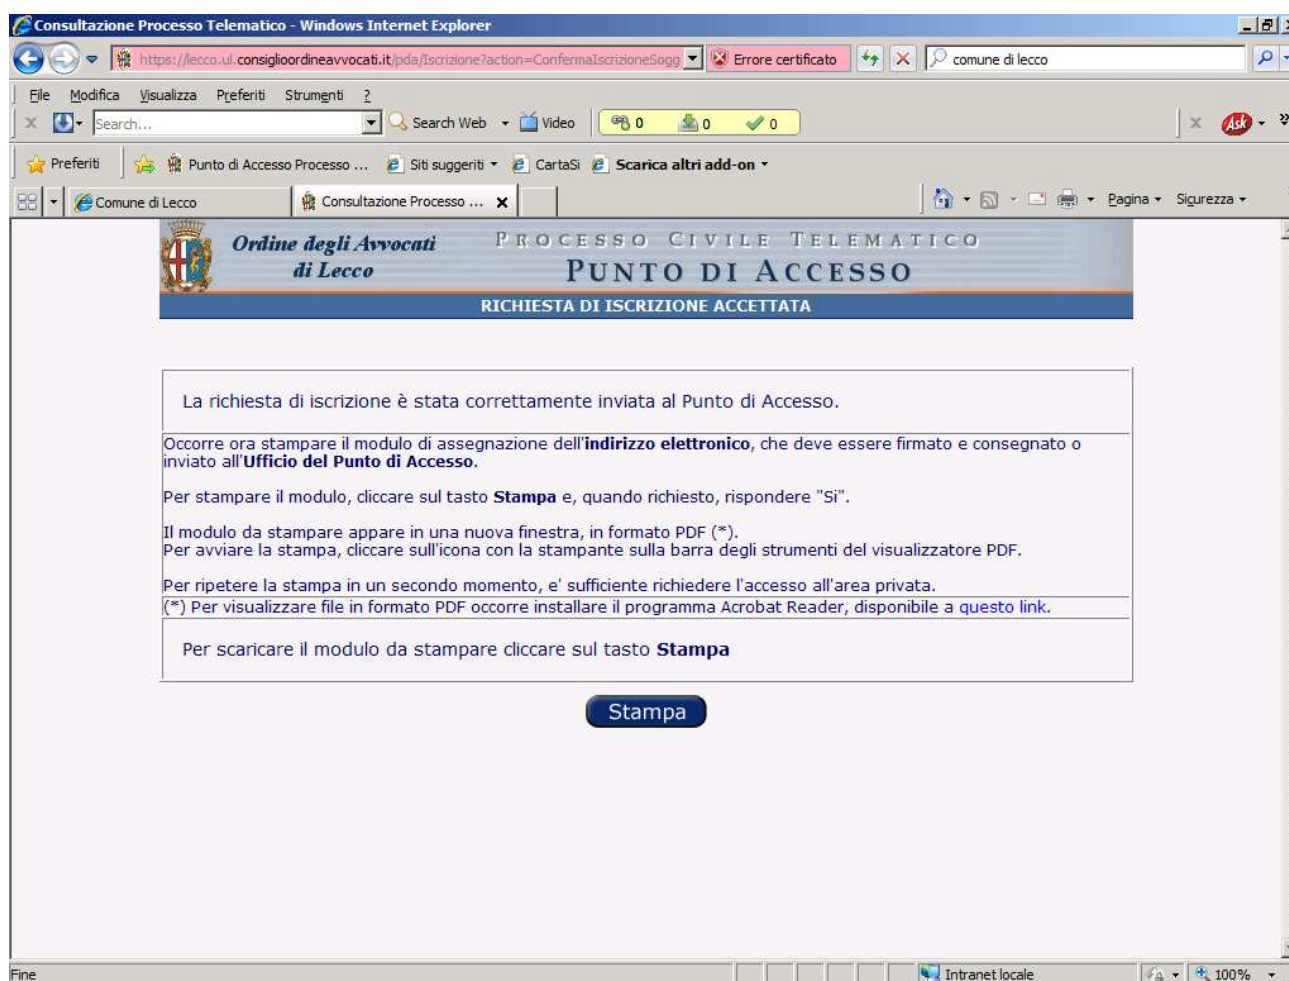 Consultazione Processo Telematico - Windows Internet Explorer
https://lecco.ul.consiglioordineavvocati.it/pda/Iscrizione?action=ConfermaIscrizioneSogg
Errore certificato
comune di lecco
File Modifica Visualizza Preferiti Strumenti ?
Search...
Search Web
Video
0
0
0
Ask
Preferiti
Punto di Accesso Processo ...
Siti suggeriti
CartaSi
Scarica altri add-on
Comune di Lecco
Consultazione Processo ...
Pagina
Sicurezza
Ordine degli Avvocati
di Lecco
PROCESSO CIVILE TELEMATICO
PUNTO DI ACCESSO
RICHIESTA DI ISCRIZIONE ACCETTATA
La richiesta di iscrizione è stata correttamente inviata al Punto di Accesso.
Occorre ora stampare il modulo di assegnazione dell'indirizzo elettronico, che deve essere firmato e consegnato o
inviato all'Ufficio del Punto di Accesso.
Per stampare il modulo, cliccare sul tasto Stampa e, quando richiesto, rispondere "Si".
Il modulo da stampare appare in una nuova finestra, in formato PDF (*).
Per avviare la stampa, cliccare sull'icona con la stampante sulla barra degli strumenti del visualizzatore PDF.
Per ripetere la stampa in un secondo momento, e' sufficiente richiedere l'accesso all'area privata.
(*) Per visualizzare file in formato PDF occorre installare il programma Acrobat Reader, disponibile a questo link.
Per scaricare il modulo da stampare cliccare sul tasto Stampa
Stampa
Fine
Intranet locale
100%